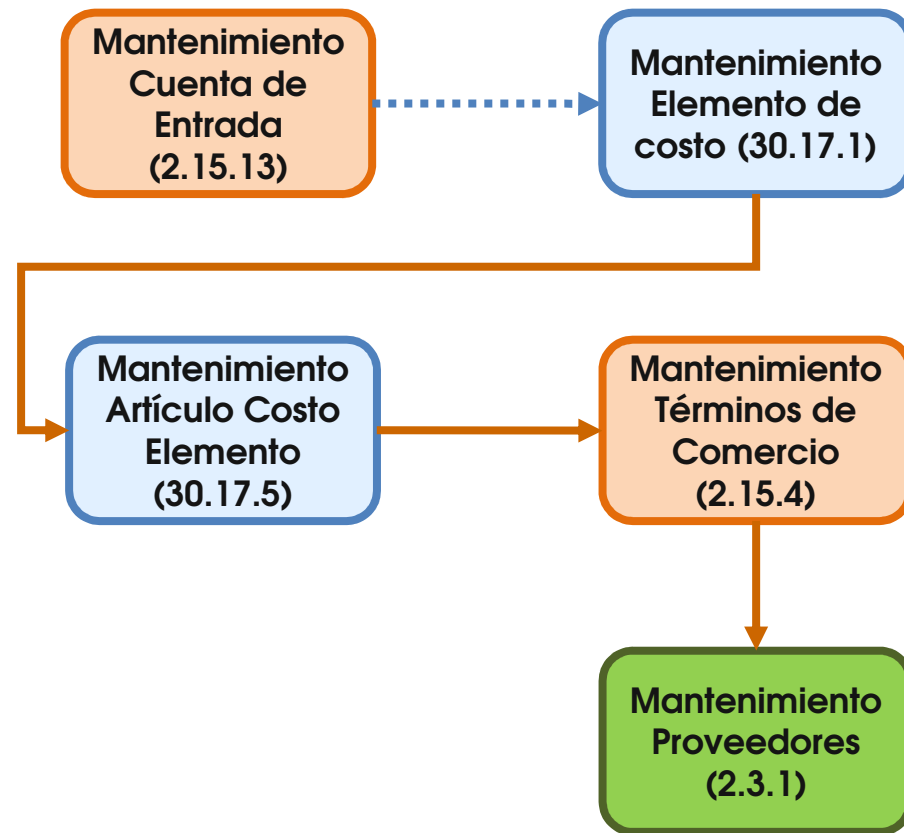 Mantenimiento
Cuenta de
Entrada
(2.15.13)
Mantenimiento
Elemento de
costo (30.17.1)
Mantenimiento
Artículo Costo
Elemento
(30.17.5)
Mantenimiento
Términos de
Comercio
(2.15.4)
Mantenimiento
Proveedores
(2.3.1)